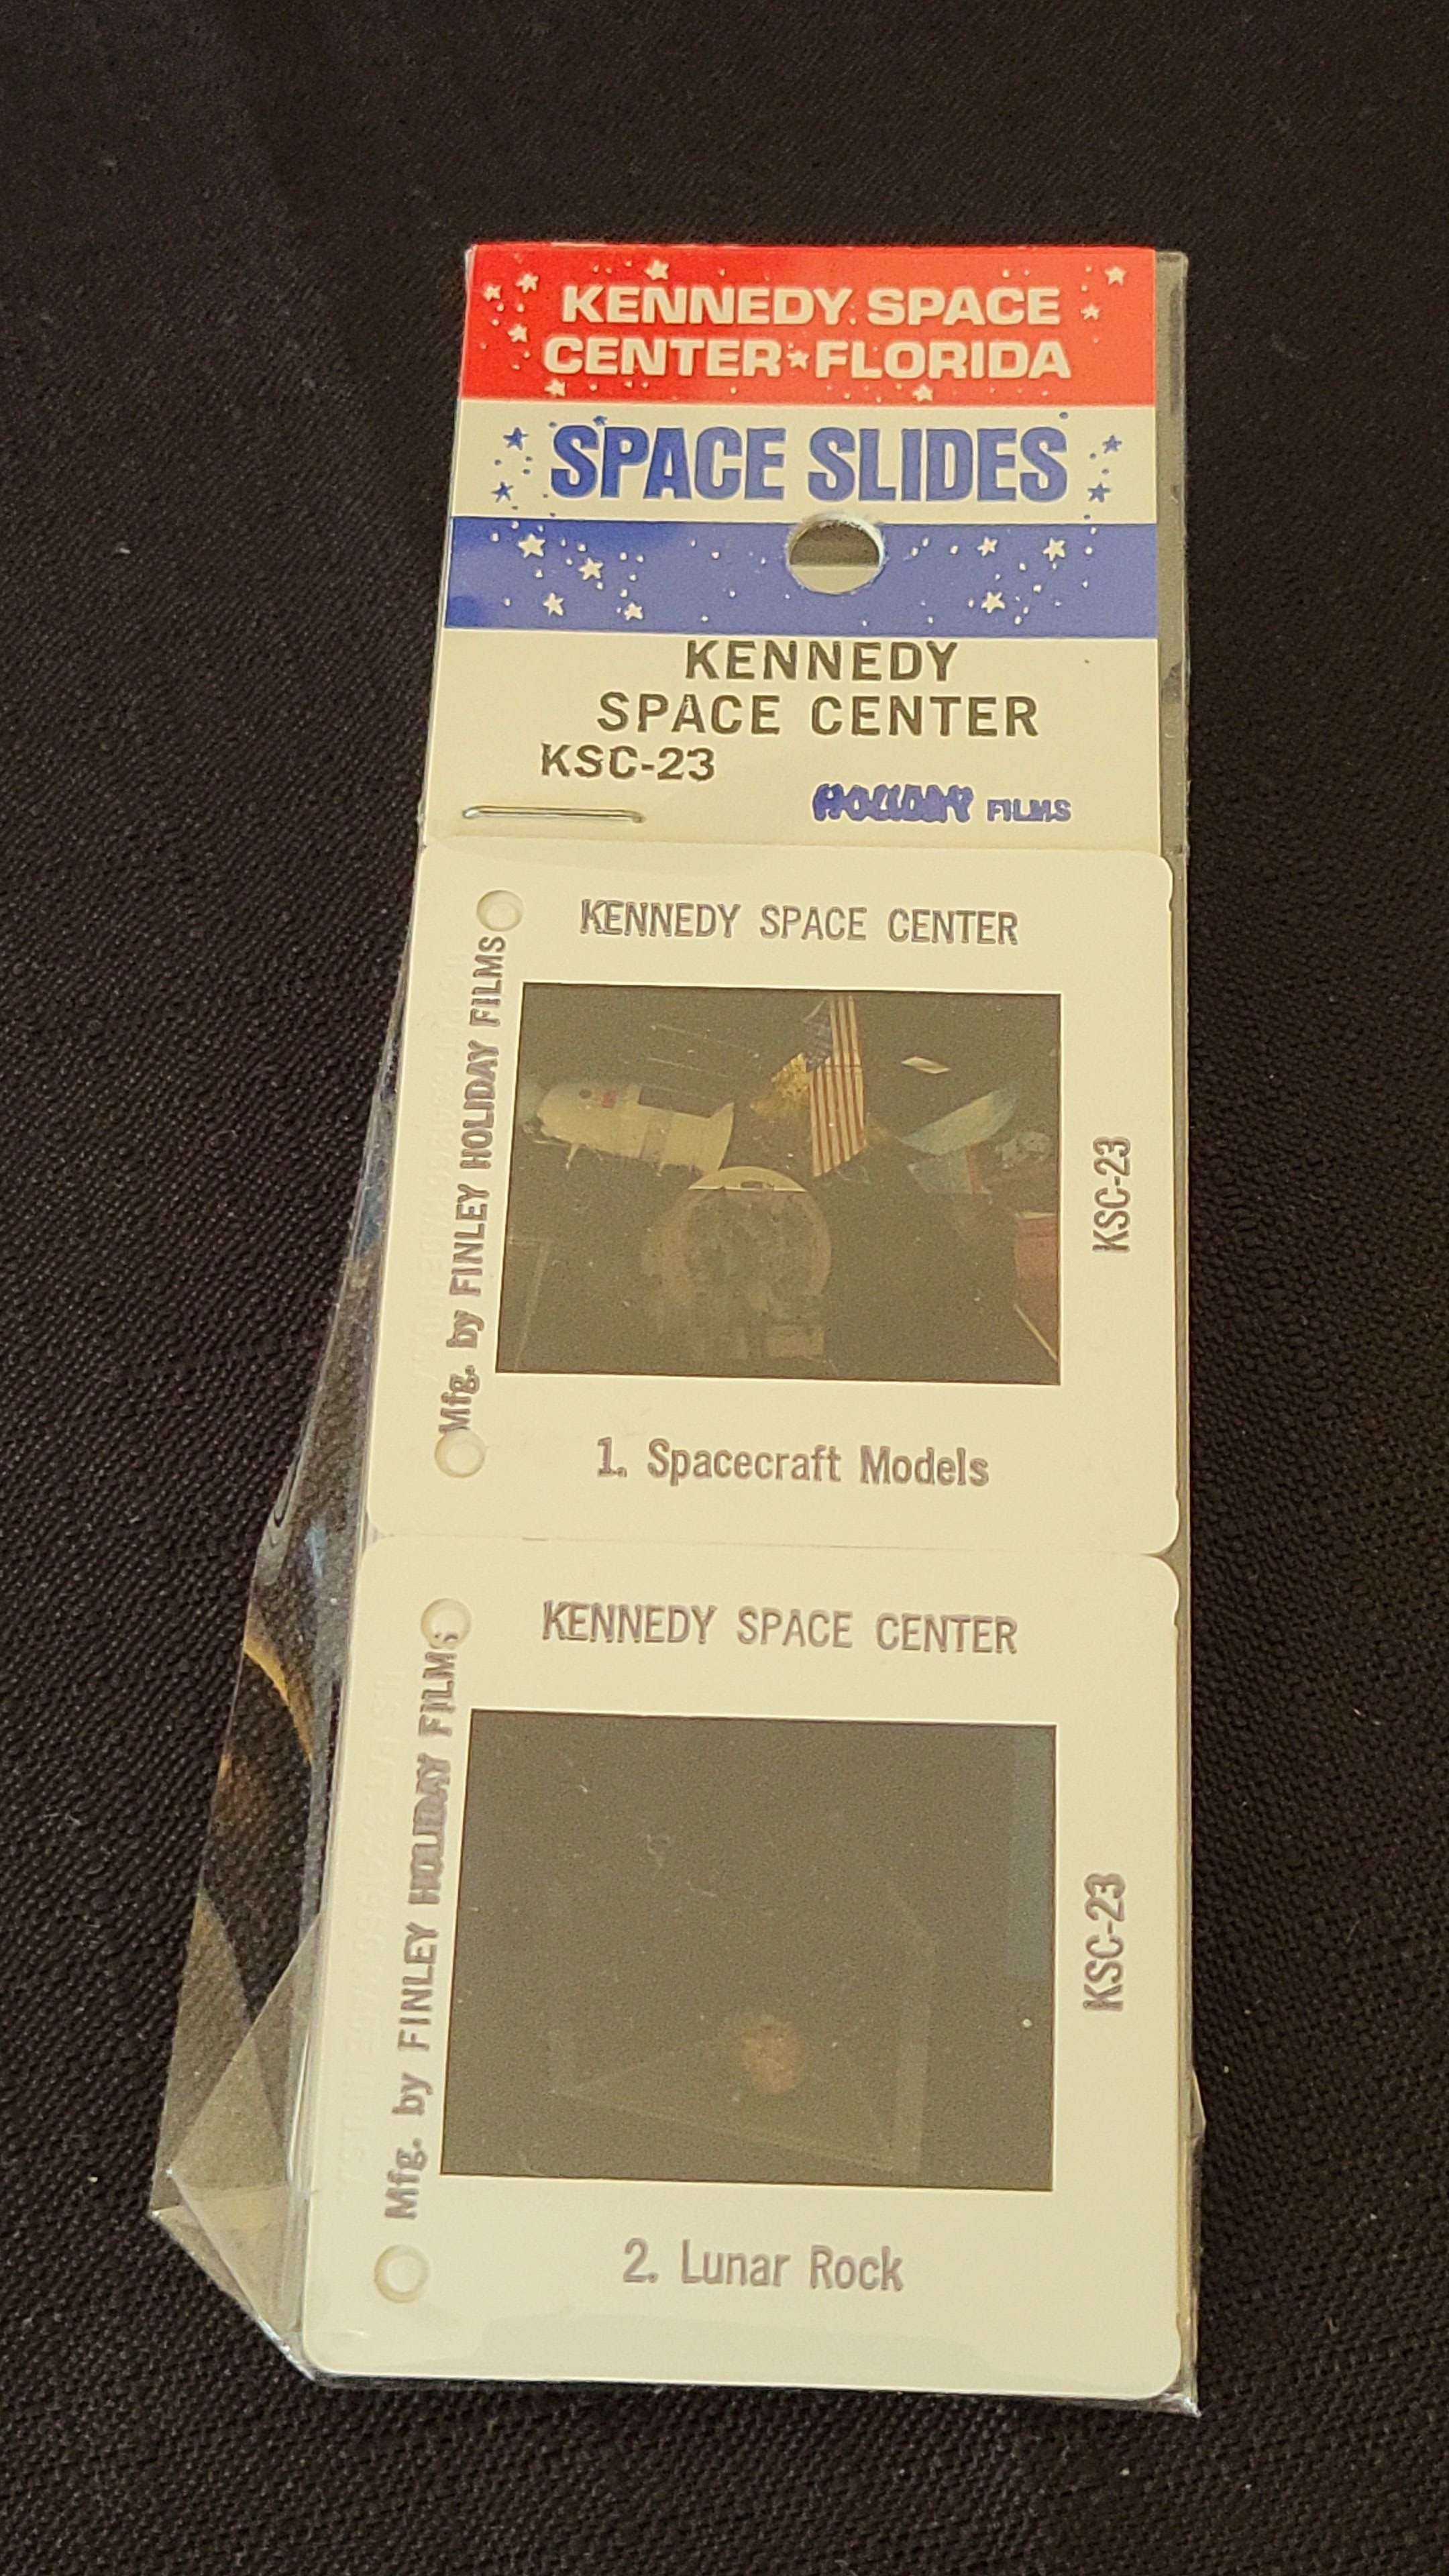 KENNEDY SPACE
CENTER★FLORIDA
SPACE SLIDES
KENNEDY
SPACE CENTER
KSC-23
HOLIDAY FILMS
KENNEDY SPACE CENTER
Mfg. by FINLEY HOLIDAY FILMS
KSC-23
1. Spacecraft Models
KENNEDY SPACE CENTER
Mfg. by FINLEY HOLIDAY FILMS
KSC-23
2. Lunar Rock